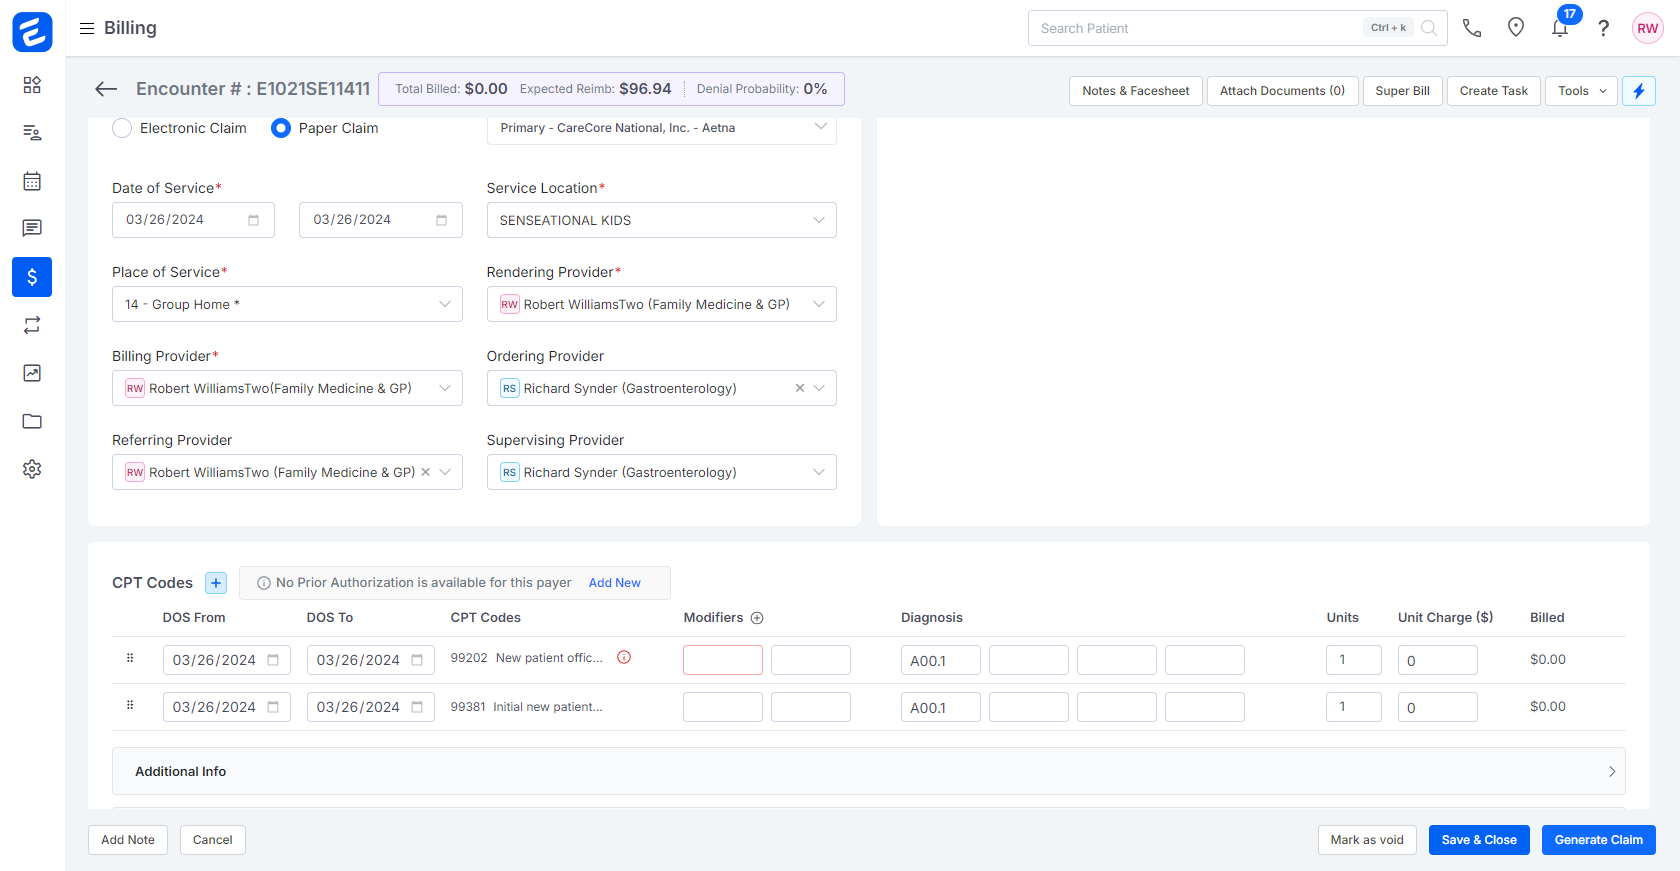 Billing
Search Patient
Ctrl + k
17
?
RW
Encounter # : E1021SE11411
Total Billed: $0.00 Expected Reimb: $96.94 Denial Probability: 0%
Notes & Facesheet
Attach Documents (0)
Super Bill
Create Task
Tools
Electronic Claim
Paper Claim
Primary - CareCore National, Inc. - Aetna
Date of Service*
Service Location*
03/26/2024
03/26/2024
SENSEATIONAL KIDS
Place of Service*
Rendering Provider*
14 - Group Home *
RW Robert WilliamsTwo (Family Medicine & GP)
Billing Provider*
Ordering Provider
RW Robert WilliamsTwo(Family Medicine & GP)
RS Richard Synder (Gastroenterology)
Referring Provider
Supervising Provider
RW Robert WilliamsTwo (Family Medicine & GP)
RS Richard Synder (Gastroenterology)
CPT Codes
No Prior Authorization is available for this payer Add New
DOS From DOS To CPT Codes Modifiers Diagnosis Units Unit Charge ($) Billed
03/26/2024 03/26/2024 99202 New patient offic... A00.1 1 0 $0.00
03/26/2024 03/26/2024 99381 Initial new patient... A00.1 1 0 $0.00
Additional Info
Add Note
Cancel
Mark as void
Save & Close
Generate Claim